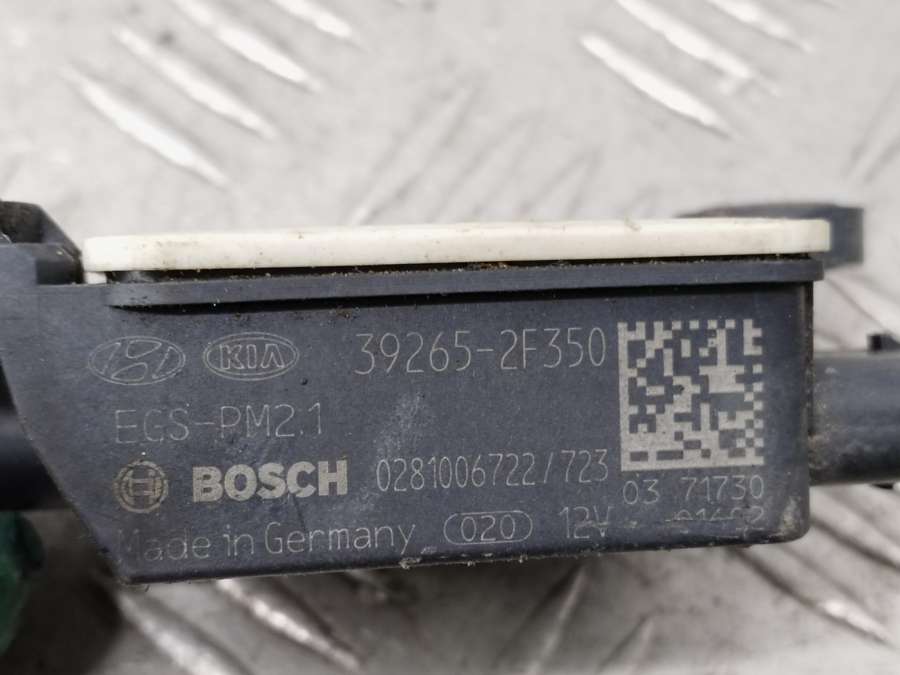 KIA 39265-2F350
EGS-PM2.1
BOSCH 0281006722/723
03 71730
Made in Germany 020 12V